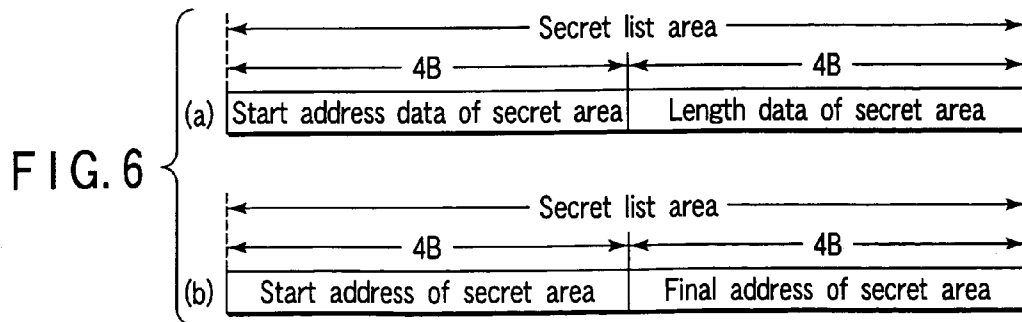 Secret list area
4B 4B
(a) Start address data of secret area Length data of secret area
FIG. 6
Secret list area
4B 4B
(b) Start address of secret area Final address of secret area